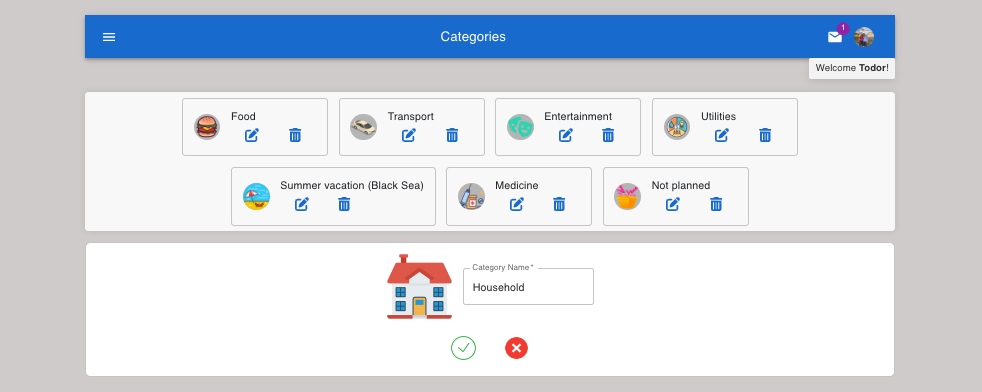 Categories
1
Welcome Todor!
Food
Transport
Entertainment
Utilities
Summer vacation (Black Sea)
Medicine
Not planned
Category Name *
Household